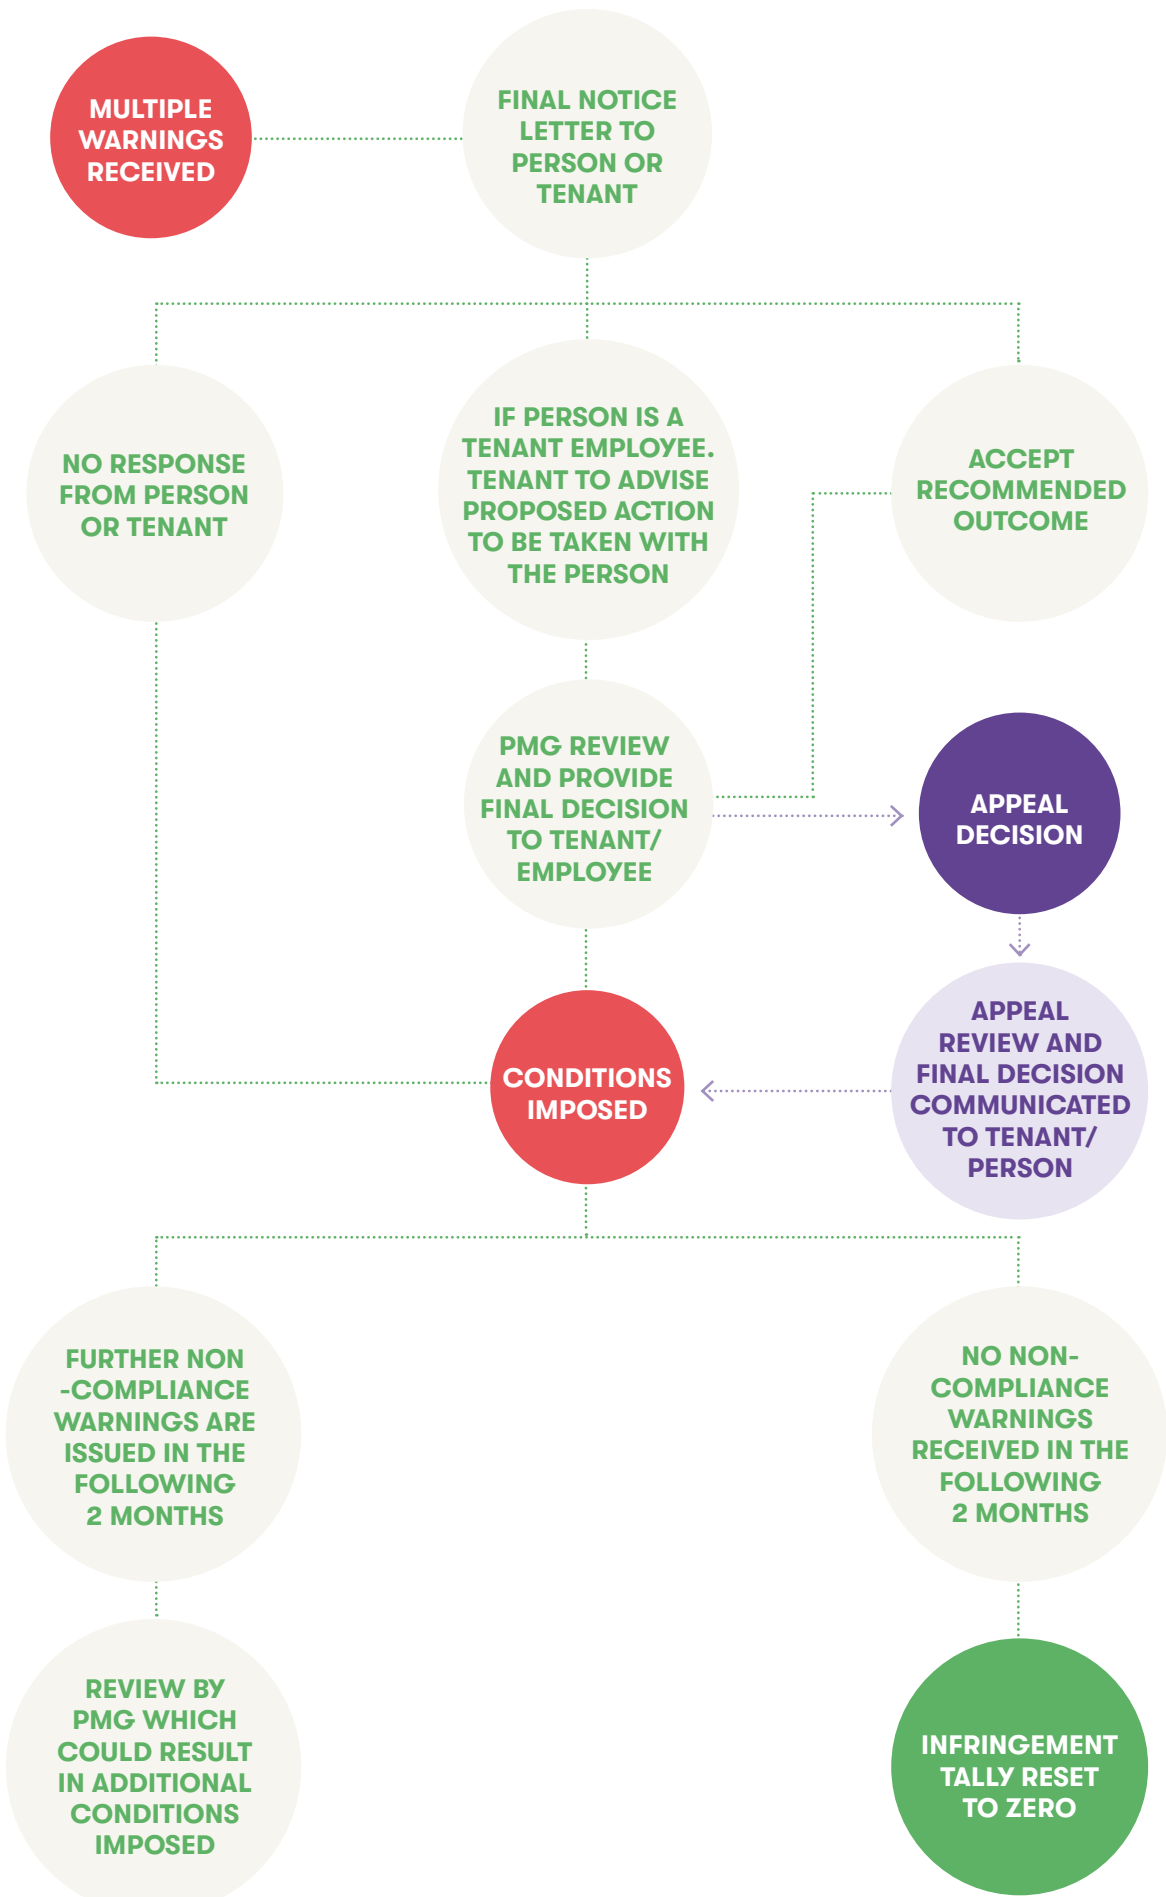 MULTIPLE
WARNINGS
RECEIVED
FINAL NOTICE
LETTER TO
PERSON OR
TENANT
NO RESPONSE
FROM PERSON
OR TENANT
IF PERSON IS A
TENANT EMPLOYEE.
TENANT TO ADVISE
PROPOSED ACTION
TO BE TAKEN WITH
THE PERSON
ACCEPT
RECOMMENDED
OUTCOME
PMG REVIEW
AND PROVIDE
FINAL DECISION
TO TENANT/
EMPLOYEE
APPEAL
DECISION
CONDITIONS
IMPOSED
APPEAL
REVIEW AND
FINAL DECISION
COMMUNICATED
TO TENANT/
PERSON
FURTHER NON
-COMPLIANCE
WARNINGS ARE
ISSUED IN THE
FOLLOWING
2 MONTHS
NO NON-
COMPLIANCE
WARNINGS
RECEIVED IN THE
FOLLOWING
2 MONTHS
REVIEW BY
PMG WHICH
COULD RESULT
IN ADDITIONAL
CONDITIONS
IMPOSED
INFRINGEMENT
TALLY RESET
TO ZERO